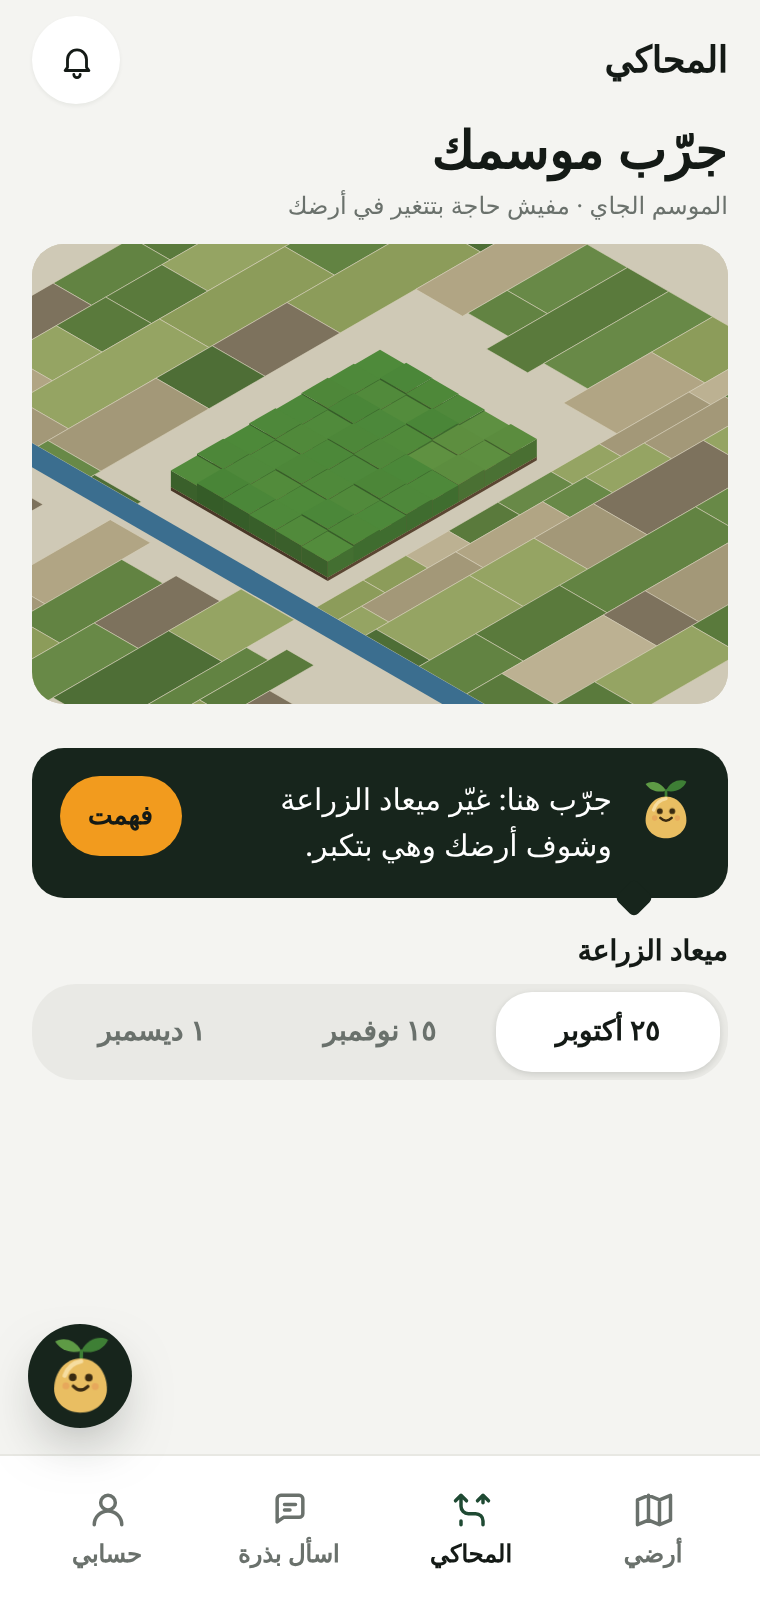 المحاكي
جرّب موسمك
الموسم الجاي · مفيش حاجة بتتغير في أرضك
جرّب هنا: غيّر ميعاد الزراعة
وشوف أرضك وهي بتكبر.
فهمت
ميعاد الزراعة
٢٥ أكتوبر
١٥ نوفمبر
١ ديسمبر
أرضي
المحاكي
اسأل بذرة
حسابي